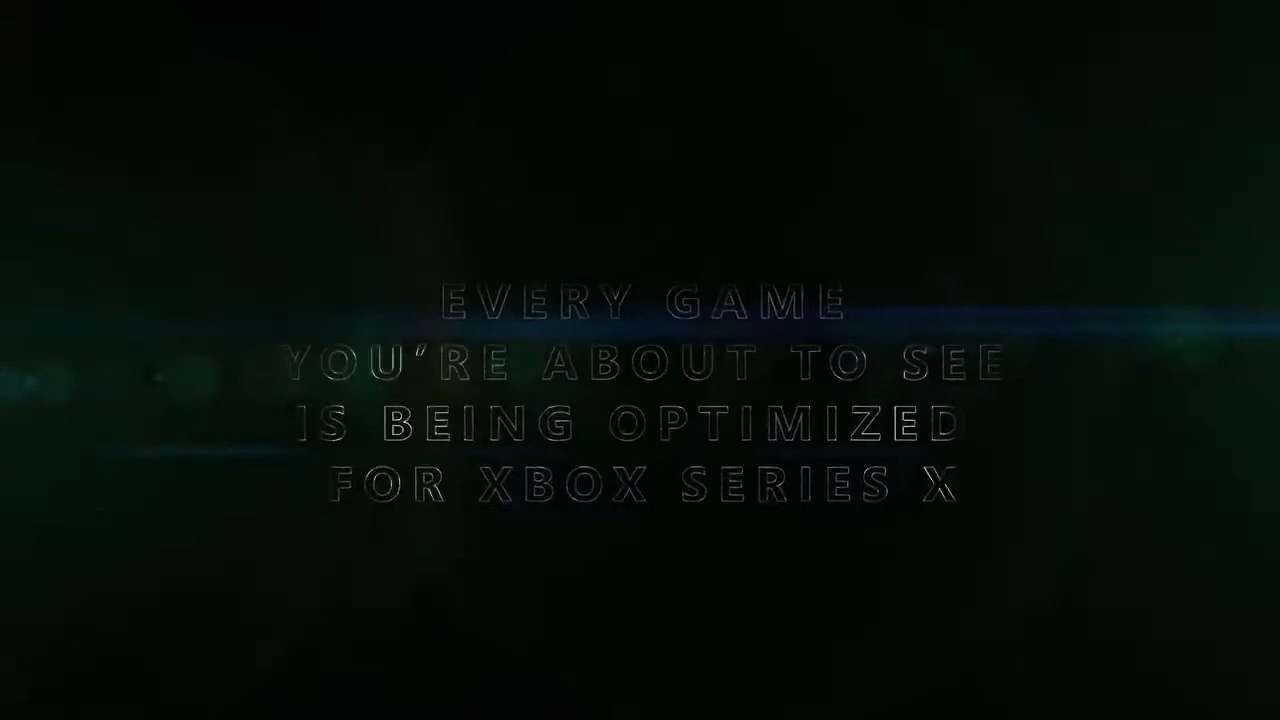 EVERY GAME
YOU'RE ABOUT TO SEE
IS BEING OPTIMIZED
FOR XBOX SERIES X